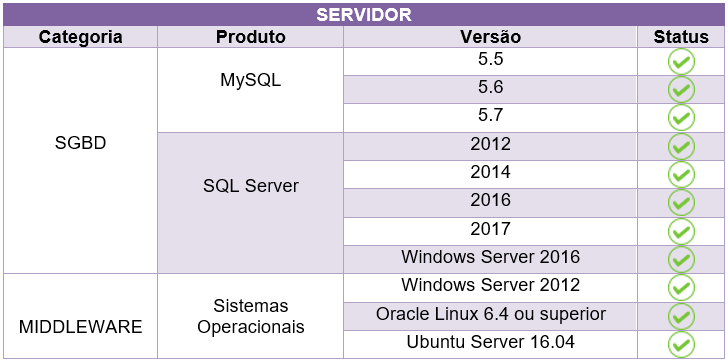 SERVIDOR
Categoria Produto Versão Status
SGBD
MySQL
5.5
5.6
5.7
SQL Server
2012
2014
2016
2017
Windows Server 2016
MIDDLEWARE
Sistemas
Operacionais
Windows Server 2012
Oracle Linux 6.4 ou superior
Ubuntu Server 16.04